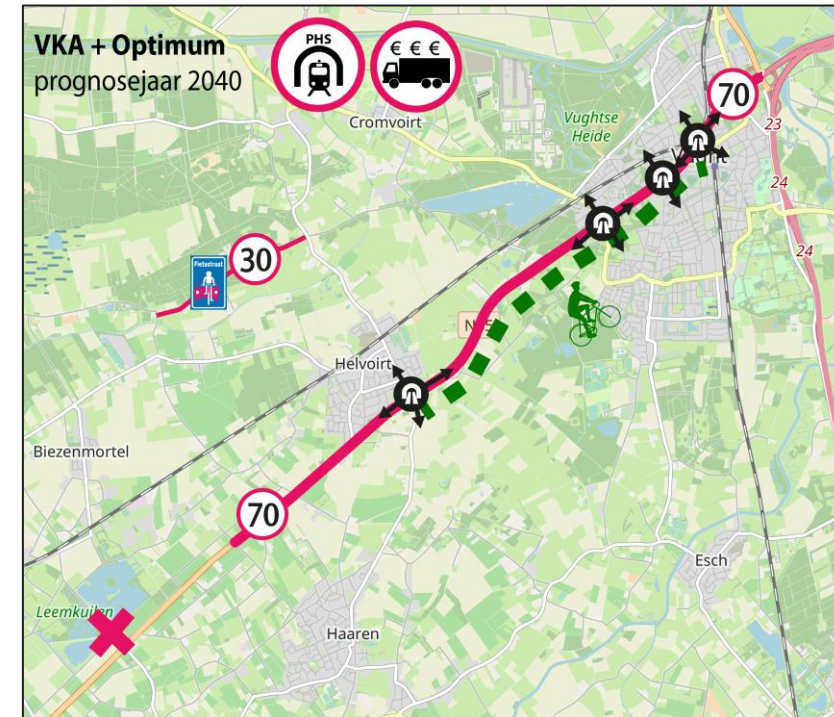 VKA + Optimum
prognosejaar 2040
PHS
€ € €
70
Cromvoirt
Vughtse
Heide
23
24
24
Fietsstraat
30
Helvoirt
Biezenmortel
70
Leemkuilen
Haaren
Esch